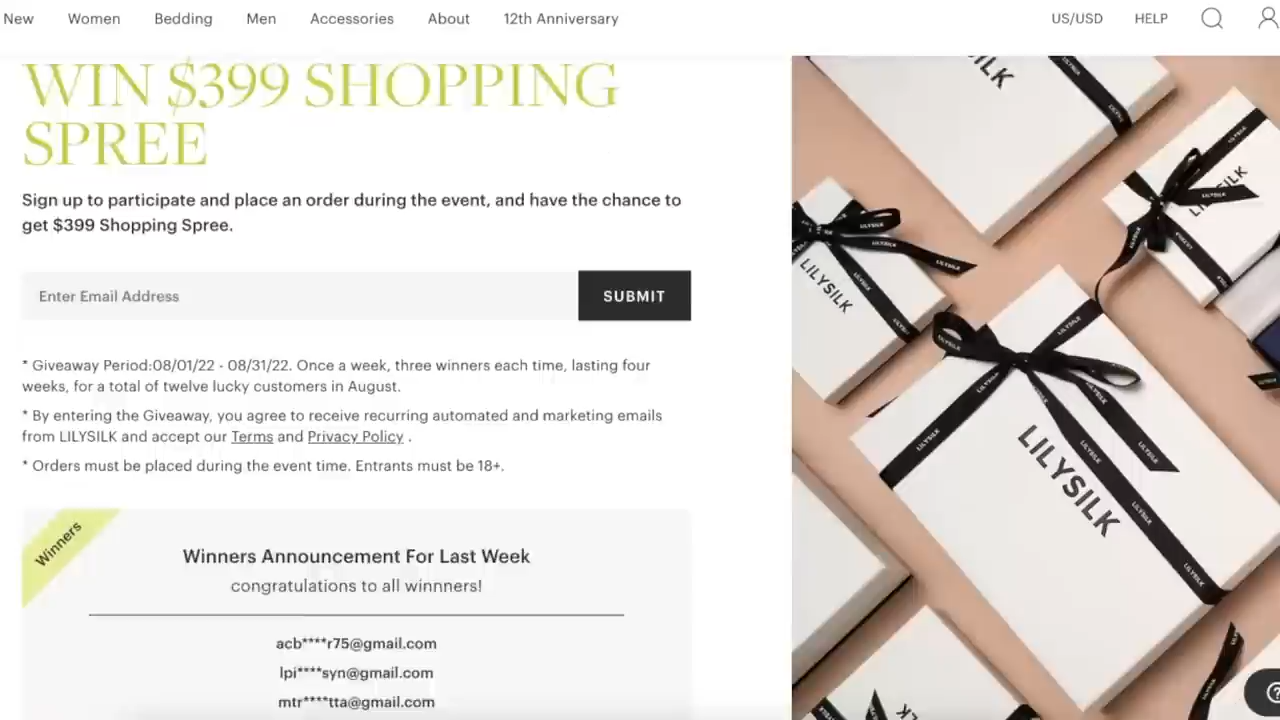 New Women Bedding Men Accessories About 12th Anniversary US/USD HELP
WIN $399 SHOPPING
SPREE
Sign up to participate and place an order during the event, and have the chance to
get $399 Shopping Spree.
Enter Email Address
SUBMIT
* Giveaway Period:08/01/22 - 08/31/22. Once a week, three winners each time, lasting four
weeks, for a total of twelve lucky customers in August.
* By entering the Giveaway, you agree to receive recurring automated and marketing emails
from LILYSILK and accept our Terms and Privacy Policy .
* Orders must be placed during the event time. Entrants must be 18+.
Winners
Winners Announcement For Last Week
congratulations to all winnners!
acb****r75@gmail.com
lpi****syn@gmail.com
mtr****tta@gmail.com
LILYSILK
LILYSILK
LILYSILK